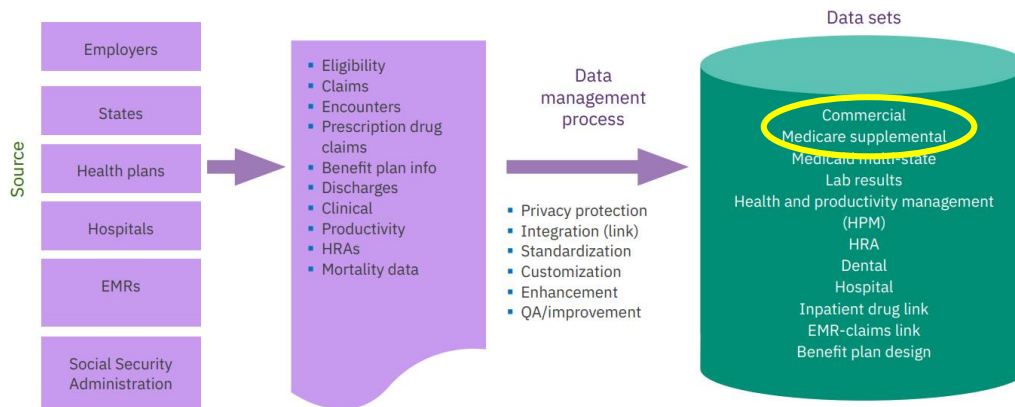 Source
Employers
States
Health plans
Hospitals
EMRs
Social Security
Administration
Eligibility
Claims
Encounters
Prescription drug
claims
Benefit plan info
Discharges
Clinical
Productivity
HRAs
Mortality data
Data
management
process
Privacy protection
Integration (link)
Standardization
Customization
Enhancement
QA/improvement
Data sets
Commercial
Medicare supplemental
Medicaid multi-state
Lab results
Health and productivity management
(HPM)
HRA
Dental
Hospital
Inpatient drug link
EMR-claims link
Benefit plan design